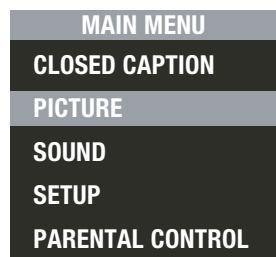 MAIN MENU
CLOSED CAPTION
PICTURE
SOUND
SETUP
PARENTAL CONTROL